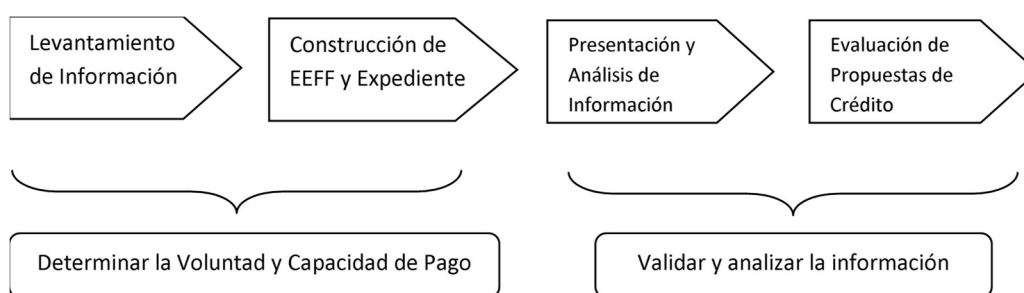 Levantamiento
de Información
Construcción de
EEFF y Expediente
Presentación y
Análisis de
Información
Evaluación de
Propuestas de
Crédito
Determinar la Voluntad y Capacidad de Pago
Validar y analizar la información